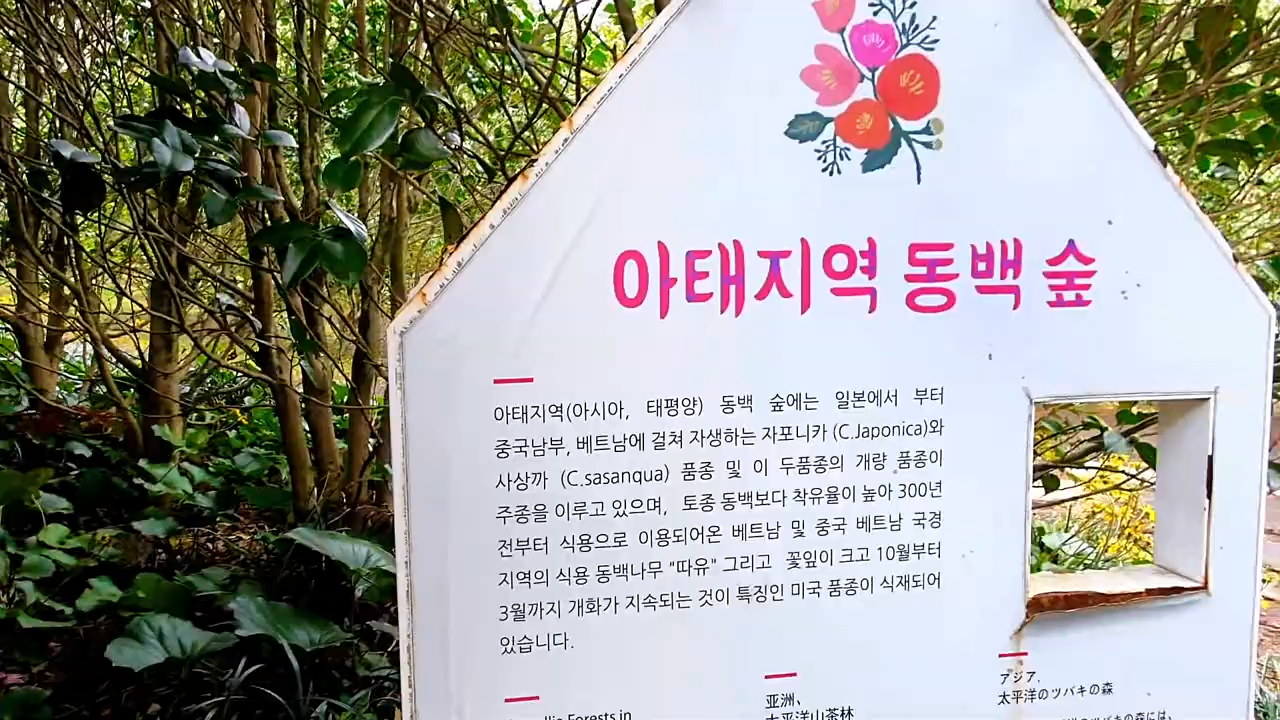 아태지역 동백 숲
아태지역(아시아, 태평양) 동백 숲에는 일본에서 부터
중국남부, 베트남에 걸쳐 자생하는 자포니카 (C.Japonica)와
사상까 (C.sasanqua) 품종 및 이 두품종의 개량 품종이
주종을 이루고 있으며, 토종 동백보다 착유율이 높아 300년
전부터 식용으로 이용되어온 베트남 및 중국 베트남 국경
지역의 식용 동백나무 "따유" 그리고 꽃잎이 크고 10월부터
3월까지 개화가 지속되는 것이 특징인 미국 품종이 식재되어
있습니다.
Forests in
亚洲、
太平洋山茶林
アジア,
太平洋のツバキの森